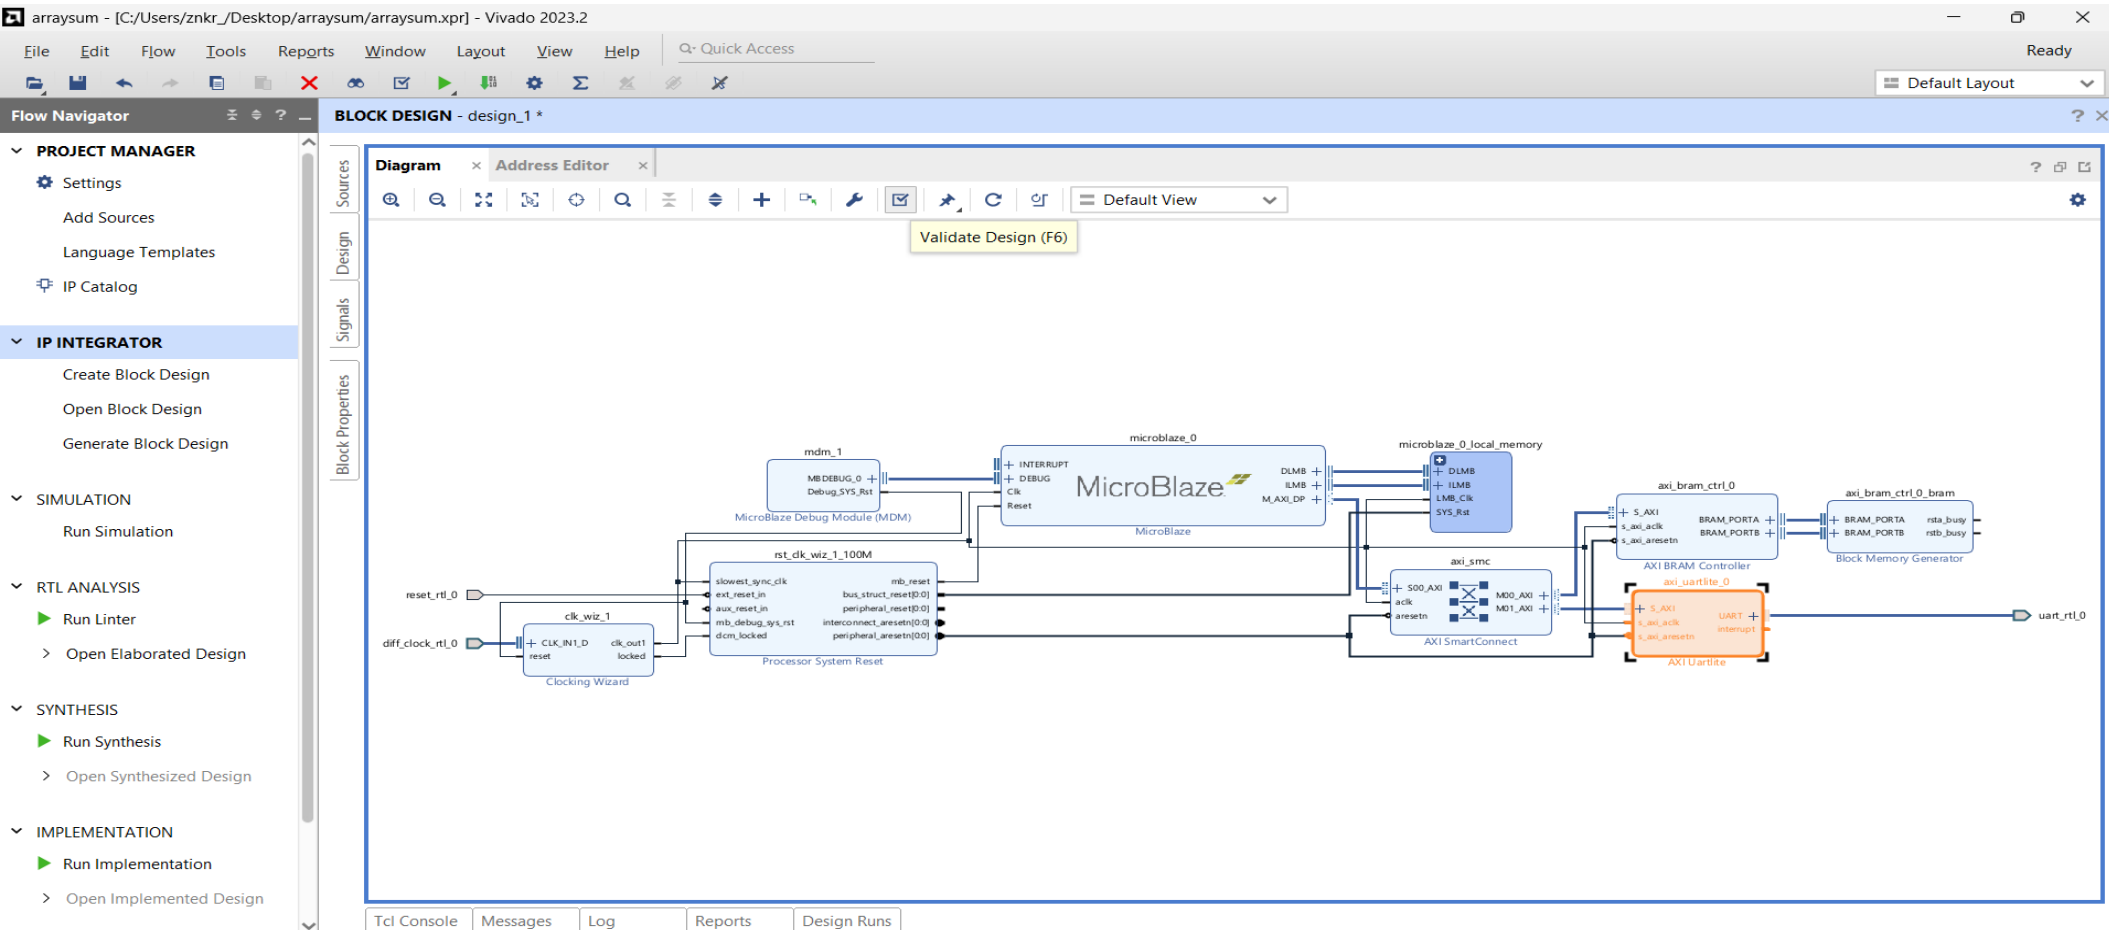 arraysum - [C:/Users/znkr_/Desktop/arraysum/arraysum.xpr] - Vivado 2023.2
File Edit Flow Tools Reports Window Layout View Help Quick Access Ready
Default Layout
Flow Navigator
BLOCK DESIGN - design_1 *
PROJECT MANAGER
Settings
Add Sources
Language Templates
IP Catalog
IP INTEGRATOR
Create Block Design
Open Block Design
Generate Block Design
SIMULATION
Run Simulation
RTL ANALYSIS
Run Linter
Open Elaborated Design
SYNTHESIS
Run Synthesis
Open Synthesized Design
IMPLEMENTATION
Run Implementation
Open Implemented Design
Sources
Design
Signals
Block Properties
Diagram Address Editor
Default View
Validate Design (F6)
reset_rtl_0
diff_clock_rtl_0
clk_wiz_1
CLK_IN1_D clk_out1
reset locked
Clocking Wizard
mdm_1
MBDEBUG_0
Debug_SYS_Rst
MicroBlaze Debug Module (MDM)
rst_clk_wiz_1_100M
slowest_sync_clk mb_reset
ext_reset_in bus_struct_reset[0:0]
aux_reset_in peripheral_reset[0:0]
mb_debug_sys_rst interconnect_aresetn[0:0]
dcm_locked peripheral_aresetn[0:0]
Processor System Reset
microblaze_0
INTERRUPT
DEBUG DLMB
Clk MicroBlaze ILMB
Reset M_AXI_DP
MicroBlaze
microblaze_0_local_memory
DLMB
ILMB
LMB_Clk
SYS_Rst
axi_smc
S00_AXI M00_AXI
aclk M01_AXI
aresetn
AXI SmartConnect
axi_bram_ctrl_0
S_AXI
s_axi_aclk BRAM_PORTA
s_axi_aresetn BRAM_PORTB
AXI BRAM Controller
axi_bram_ctrl_0_bram
BRAM_PORTA rsta_busy
BRAM_PORTB rstb_busy
Block Memory Generator
axi_uartlite_0
S_AXI
s_axi_aclk UART
s_axi_aresetn interrupt
AXI Uartlite
uart_rtl_0
Tcl Console Messages Log Reports Design Runs